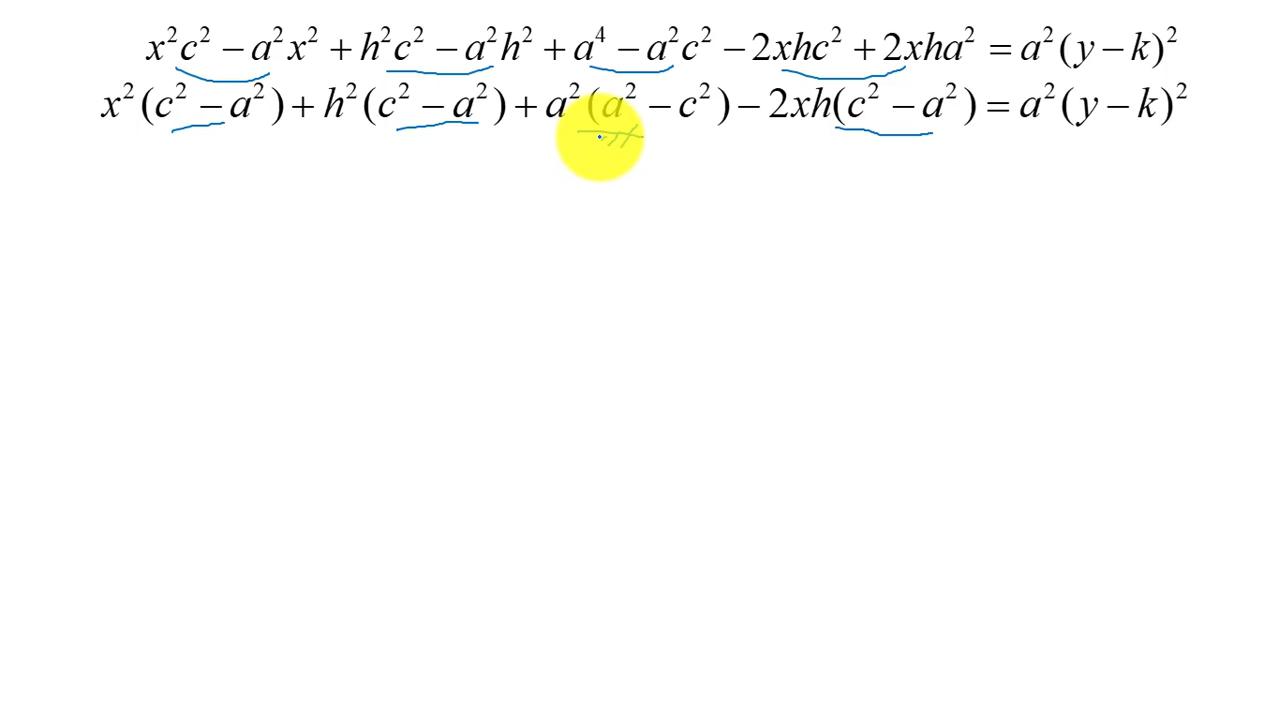 x²c² − a²x² + h²c² − a²h² + a⁴ − a²c² − 2xhc² + 2xha² = a²(y − k)²
x²(c² − a²) + h²(c² − a²) + a²(a² − c²) − 2xh(c² − a²) = a²(y − k)²